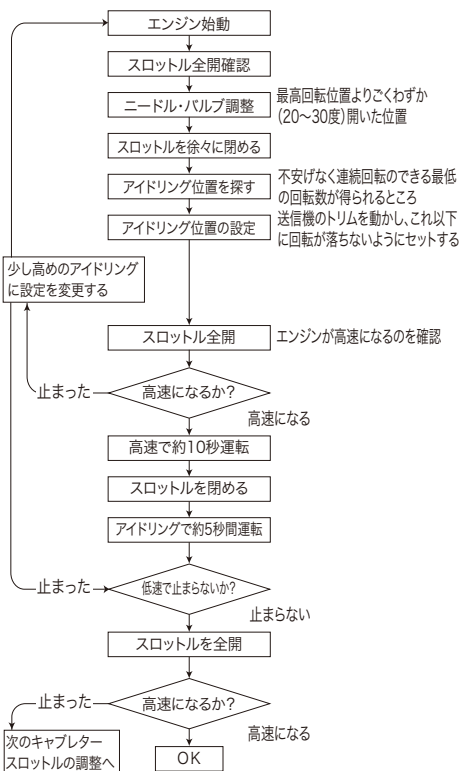 エンジン始動
スロットル全開確認
ニードル・バルブ調整
最高回転位置よりごくわずか
(20〜30度)開いた位置
スロットルを徐々に閉める
アイドリング位置を探す
不安げなく連続回転のできる最低
の回転数が得られるところ
アイドリング位置の設定
送信機のトリムを動かし、これ以下
に回転が落ちないようにセットする
少し高めのアイドリング
に設定を変更する
スロットル全開
エンジンが高速になるのを確認
高速になるか?
止まった
高速になる
高速で約10秒運転
スロットルを閉める
アイドリングで約5秒間運転
低速で止まらないか?
止まった
止まらない
スロットルを全開
高速になるか?
止まった
高速になる
次のキャブレター
スロットルの調整へ
OK